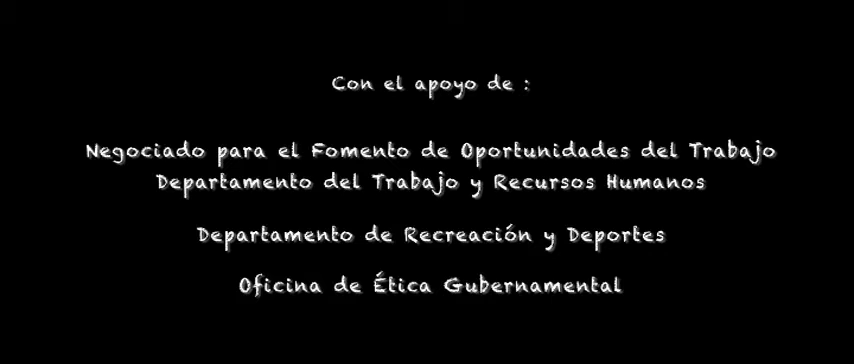 Con el apoyo de :
Negociado para el Fomento de Oportunidades del Trabajo
Departamento del Trabajo y Recursos Humanos
Departamento de Recreación y Deportes
Oficina de Ética Gubernamental